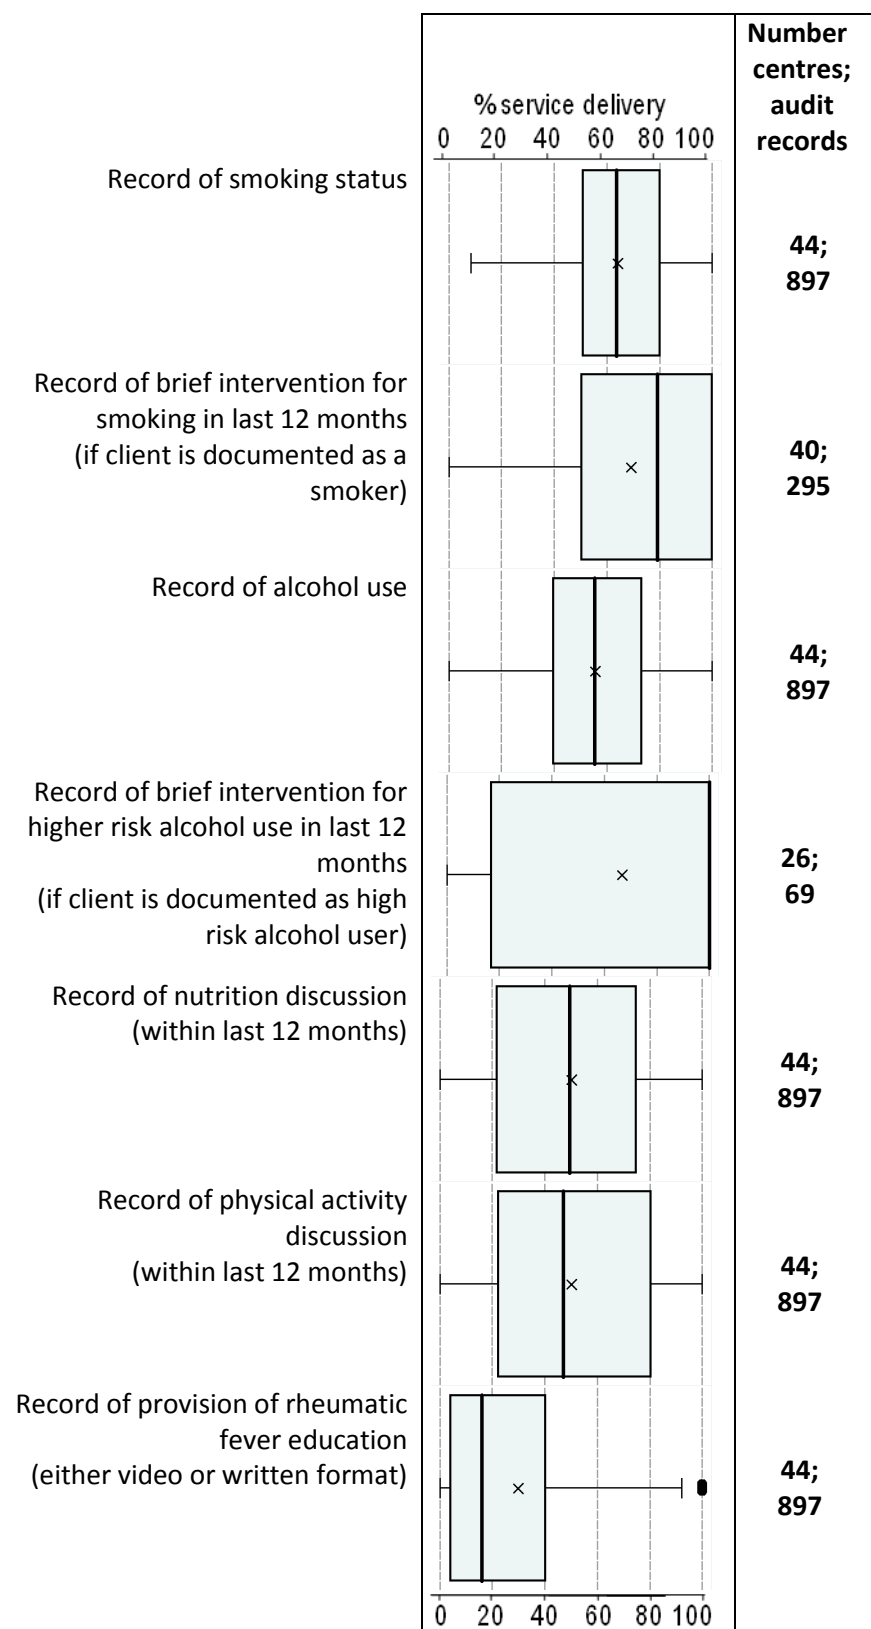 Number
centres;
audit
records
% service delivery
0 20 40 60 80 100
Record of smoking status
44;
897
Record of brief intervention for
smoking in last 12 months
(if client is documented as a
smoker)
40;
295
Record of alcohol use
44;
897
Record of brief intervention for
higher risk alcohol use in last 12
months
(if client is documented as high
risk alcohol user)
26;
69
Record of nutrition discussion
(within last 12 months)
44;
897
Record of physical activity
discussion
(within last 12 months)
44;
897
Record of provision of rheumatic
fever education
(either video or written format)
44;
897
0 20 40 60 80 100